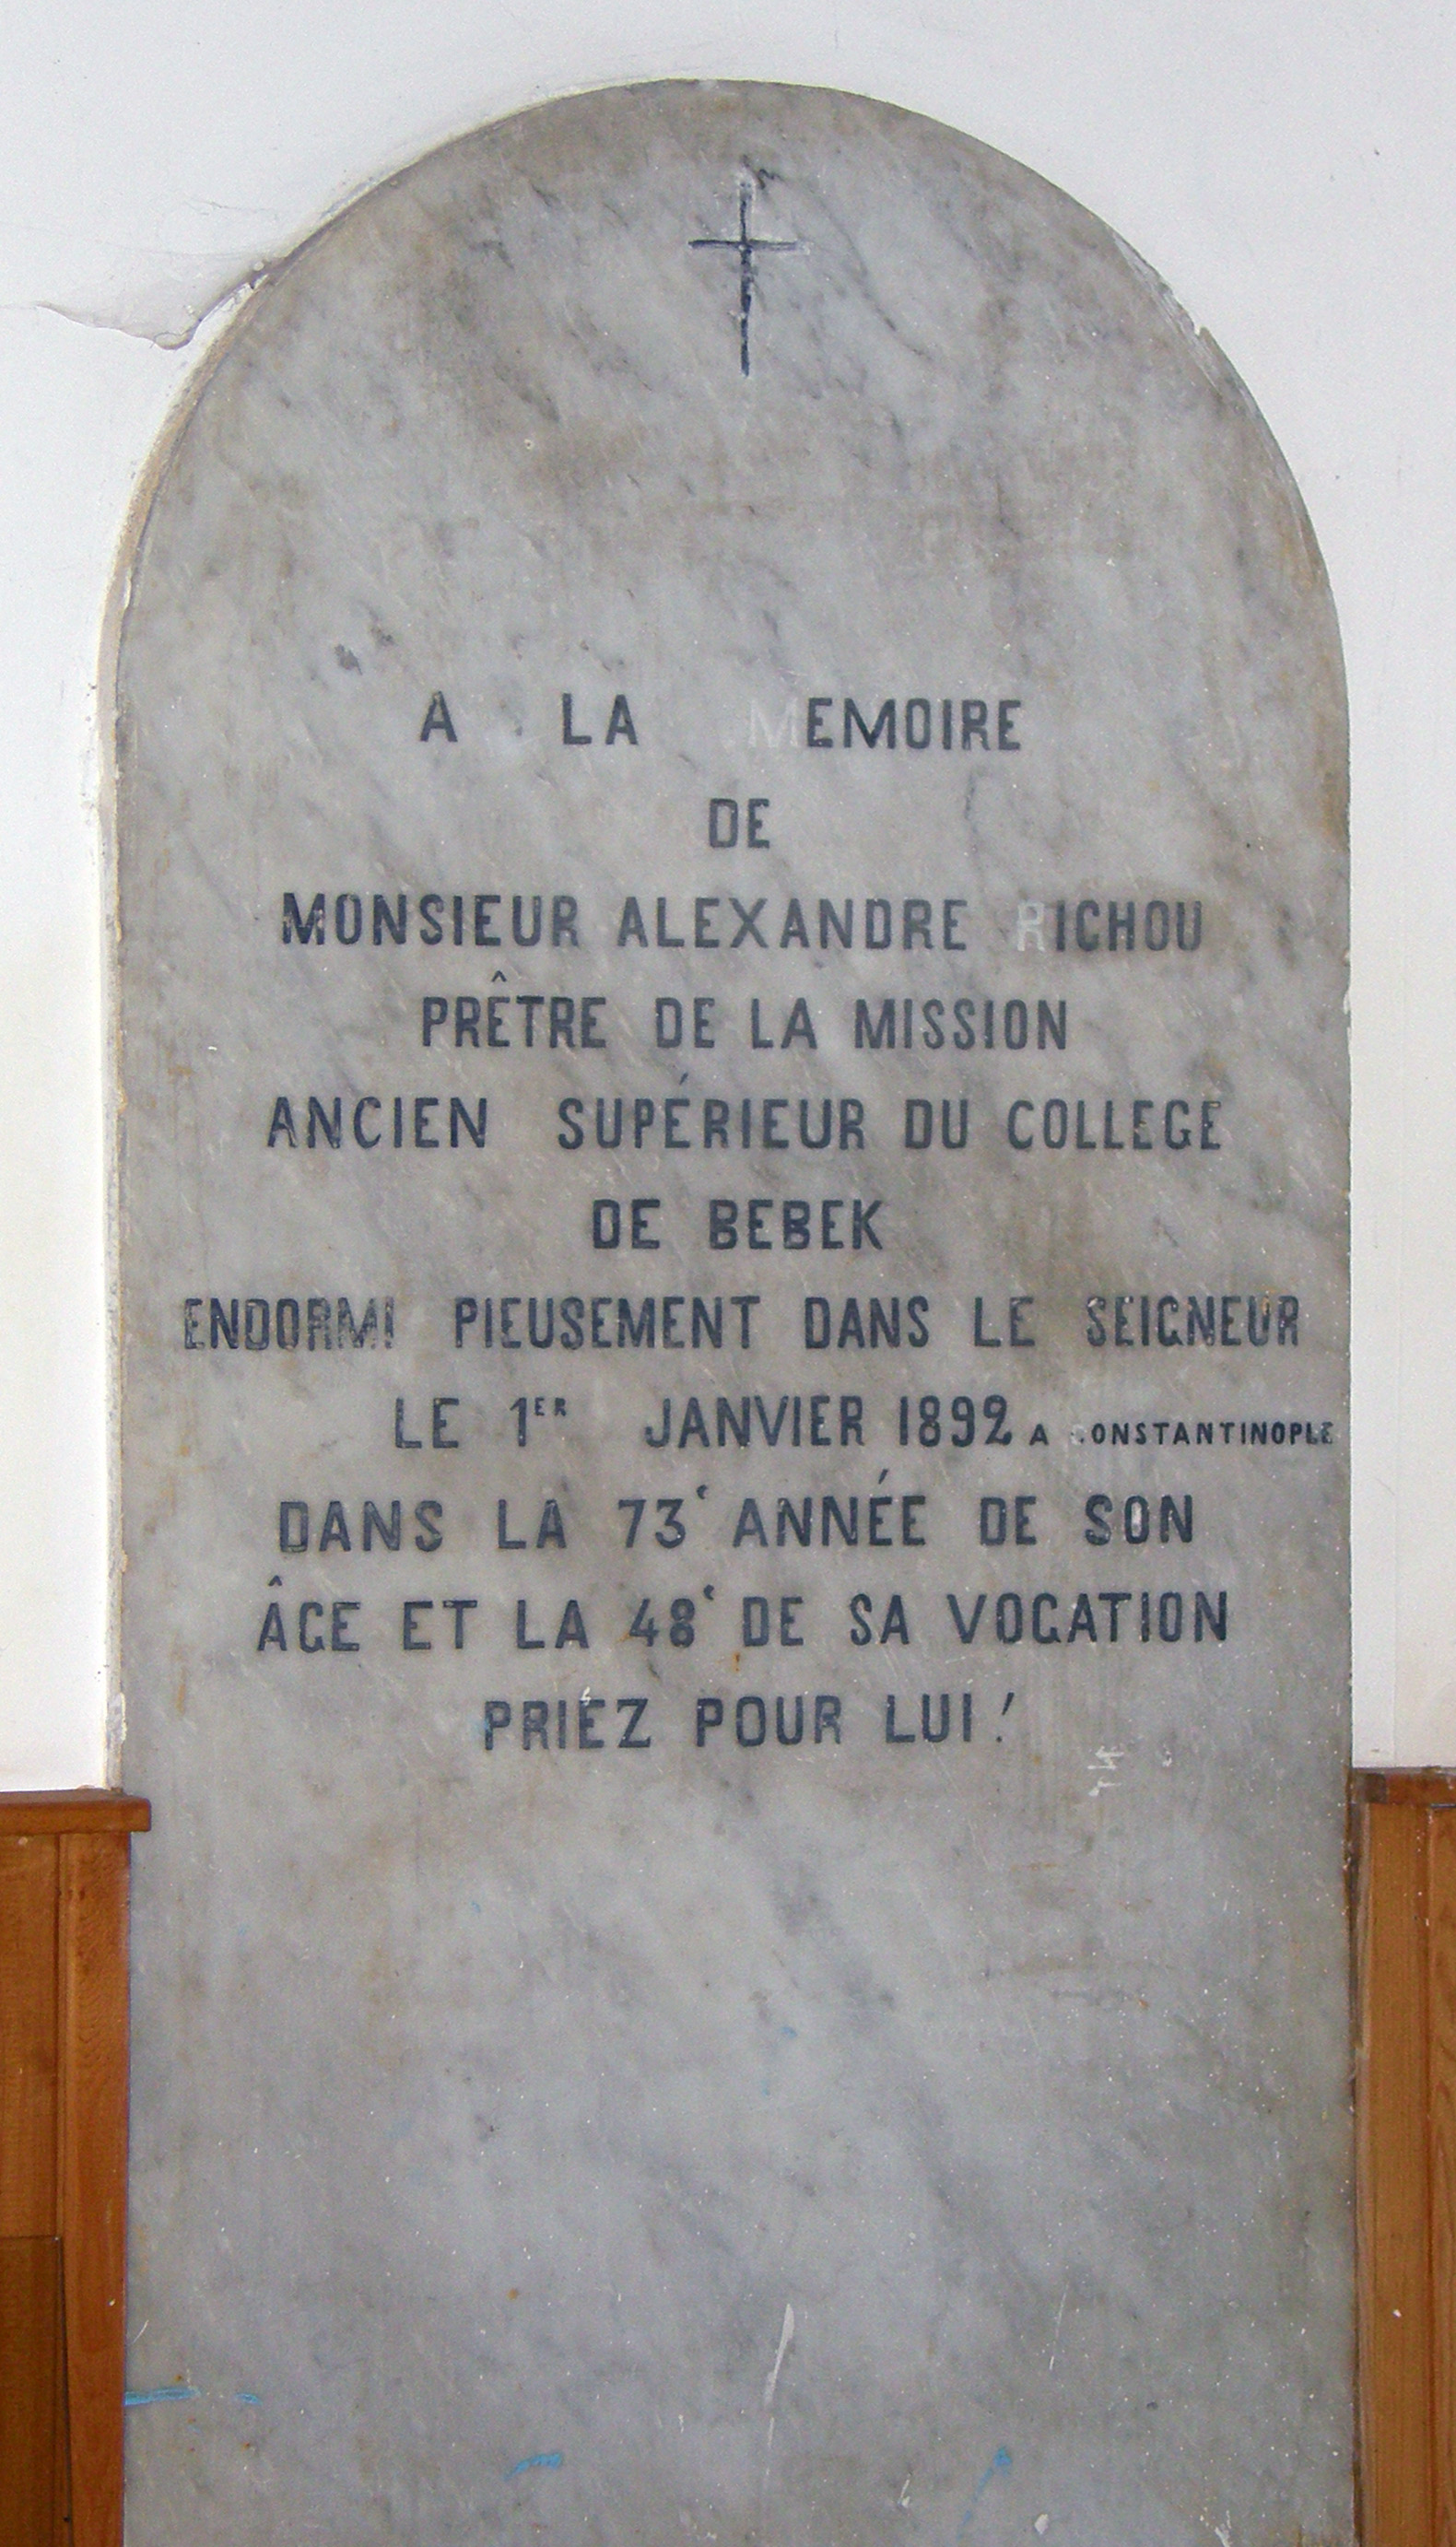 A LA MEMOIRE
DE
MONSIEUR ALEXANDRE RICHOU
PRÊTRE DE LA MISSION
ANCIEN SUPÉRIEUR DU COLLEGE
DE BEBEK
ENDORMI PIEUSEMENT DANS LE SEIGNEUR
LE 1ER JANVIER 1892 A CONSTANTINOPLE
DANS LA 73e ANNÉE DE SON
ÂGE ET LA 48e DE SA VOCATION
PRIEZ POUR LUI !